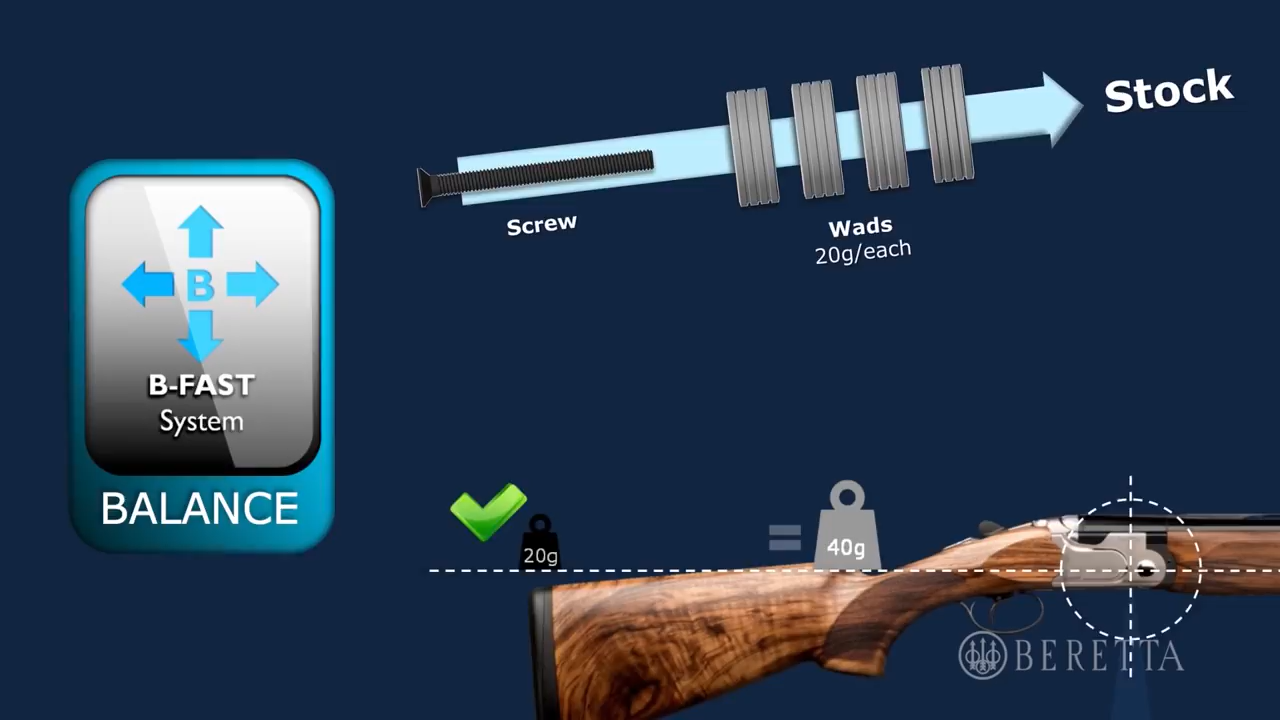 Stock
Screw
Wads
20g/each
B
B-FAST
System
BALANCE
20g
=
40g
BERETTA